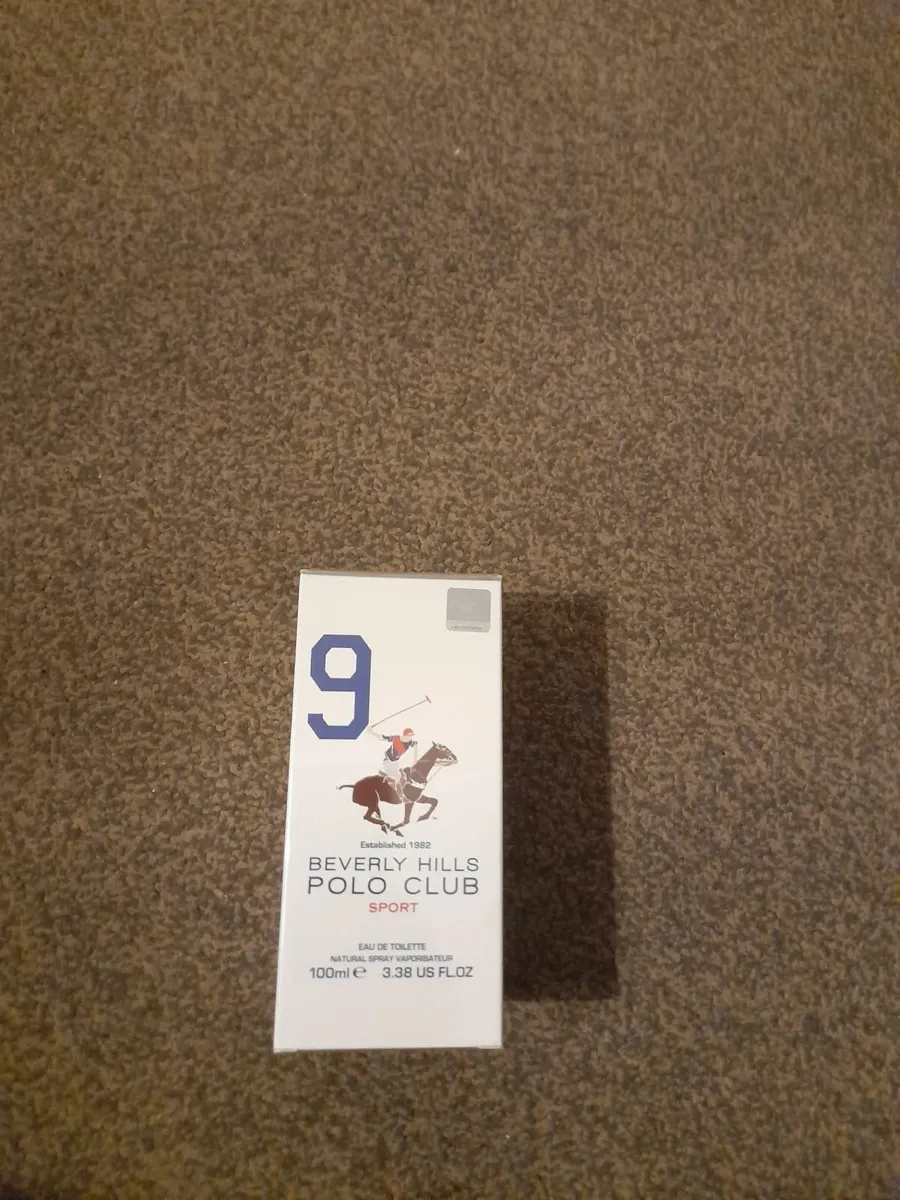 9
Established 1982
BEVERLY HILLS
POLO CLUB
SPORT
EAU DE TOILETTE
NATURAL SPRAY VAPORISATEUR
100ml ℮ 3.38 US FL.OZ